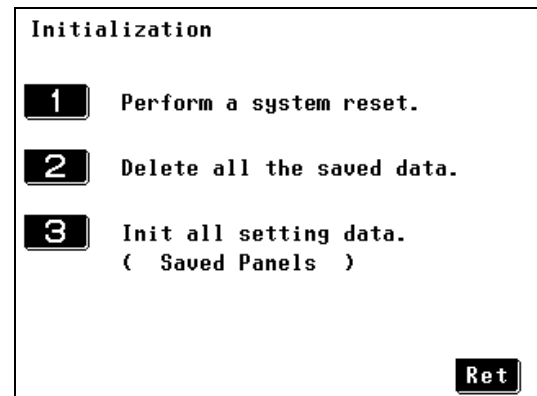 Initialization
1 Perform a system reset.
2 Delete all the saved data.
3 Init all setting data.
( Saved Panels )
Ret